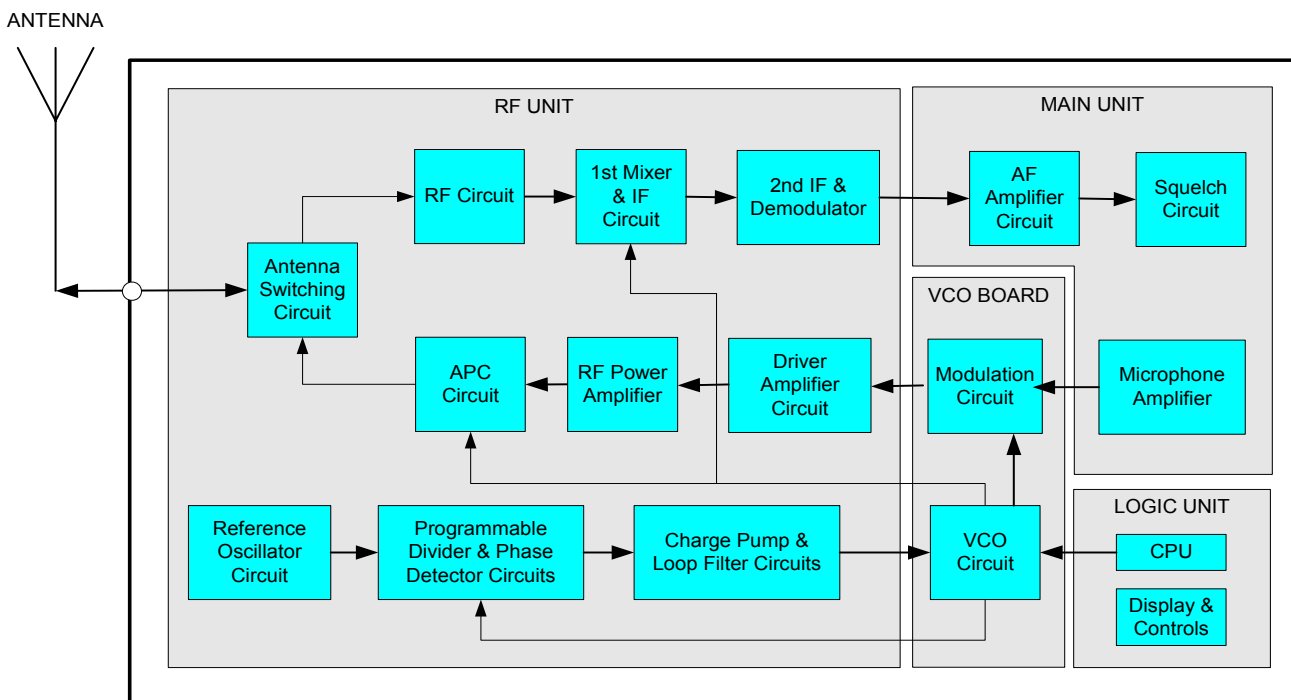 ANTENNA
RF UNIT
MAIN UNIT
RF Circuit
1st Mixer
& IF
Circuit
2nd IF &
Demodulator
AF
Amplifier
Circuit
Squelch
Circuit
Antenna
Switching
Circuit
VCO BOARD
APC
Circuit
RF Power
Amplifier
Driver
Amplifier
Circuit
Modulation
Circuit
Microphone
Amplifier
Reference
Oscillator
Circuit
Programmable
Divider & Phase
Detector Circuits
Charge Pump &
Loop Filter Circuits
VCO
Circuit
LOGIC UNIT
CPU
Display &
Controls